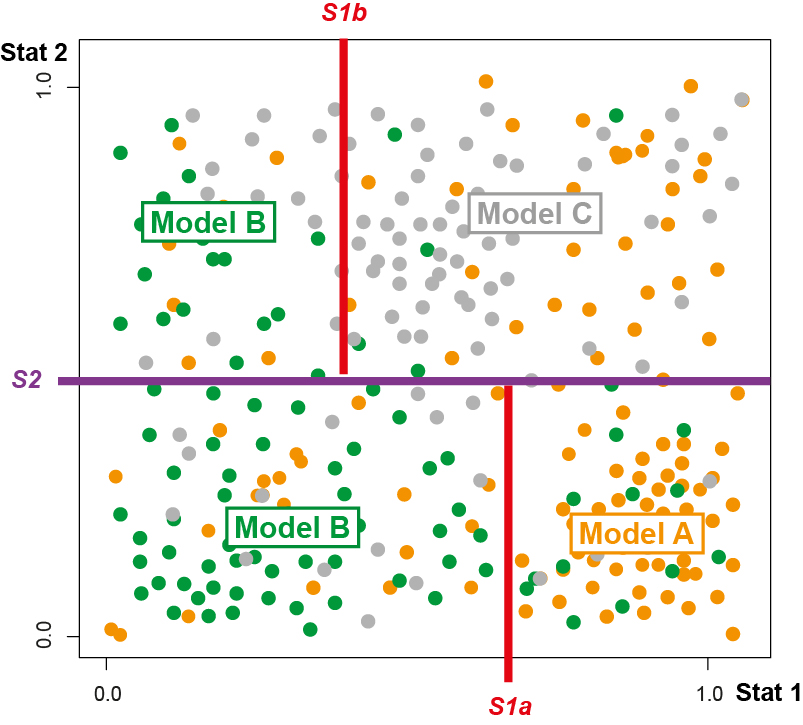 S1b
Stat 2
1.0
Model B
Model C
S2
Model B
Model A
0.0
0.0
1.0
Stat 1
S1a